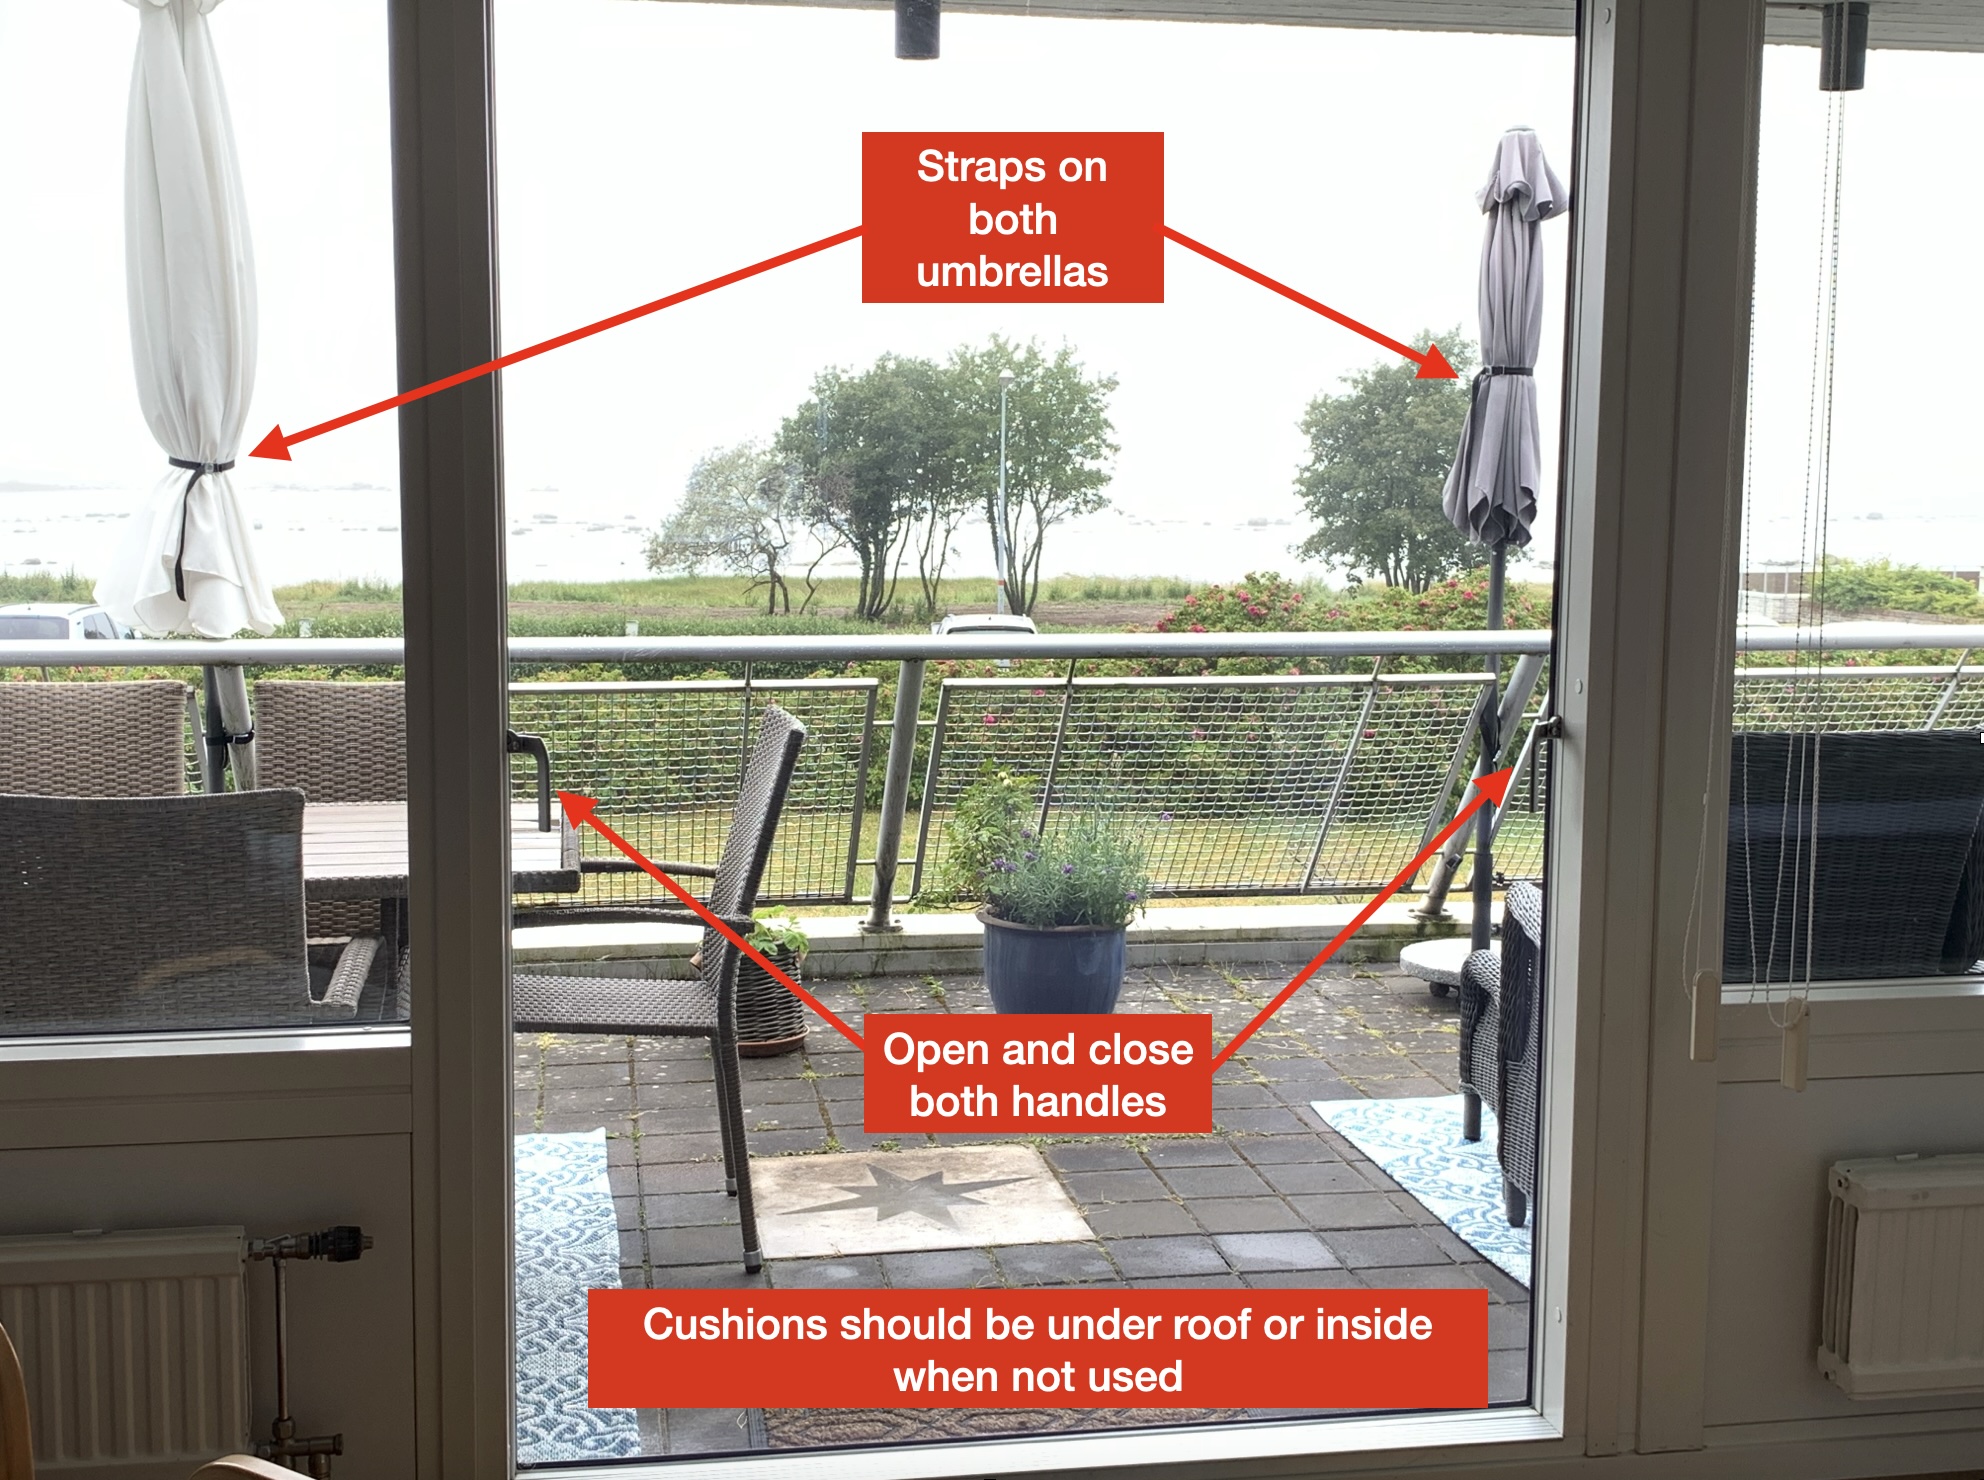 Straps on
both
umbrellas
Open and close
both handles
Cushions should be under roof or inside
when not used